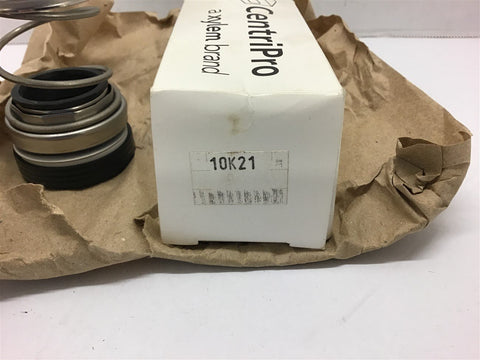 CentriPro
a xylem brand
10K21